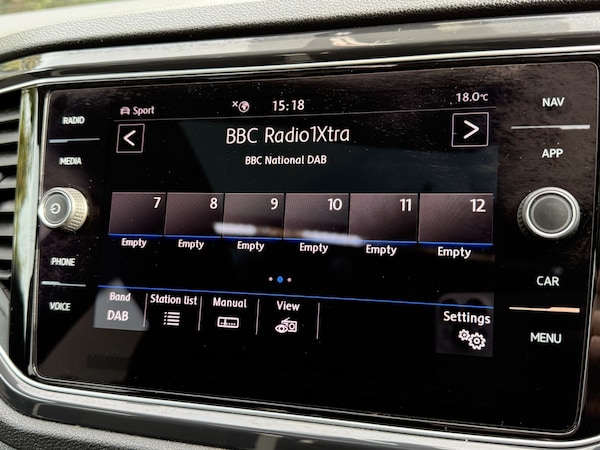 Sport
15:18
18.0°C
NAV
RADIO
BBC Radio1Xtra
APP
MEDIA
BBC National DAB
7 8 9 10 11 12
Empty Empty Empty Empty Empty Empty
PHONE
CAR
VOICE
Band Station list Manual View
DAB
Settings
MENU